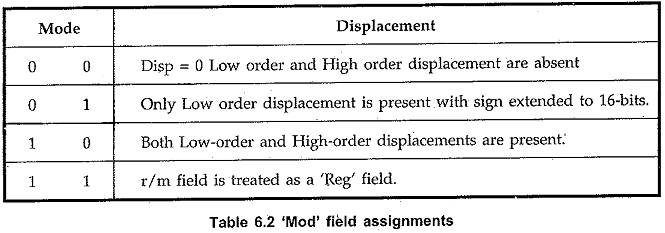 Mode Displacement
0 0 Disp = 0 Low order and High order displacement are absent
0 1 Only Low order displacement is present with sign extended to 16-bits.
1 0 Both Low-order and High-order displacements are present.
1 1 r/m field is treated as a 'Reg' field.
Table 6.2 'Mod' field assignments